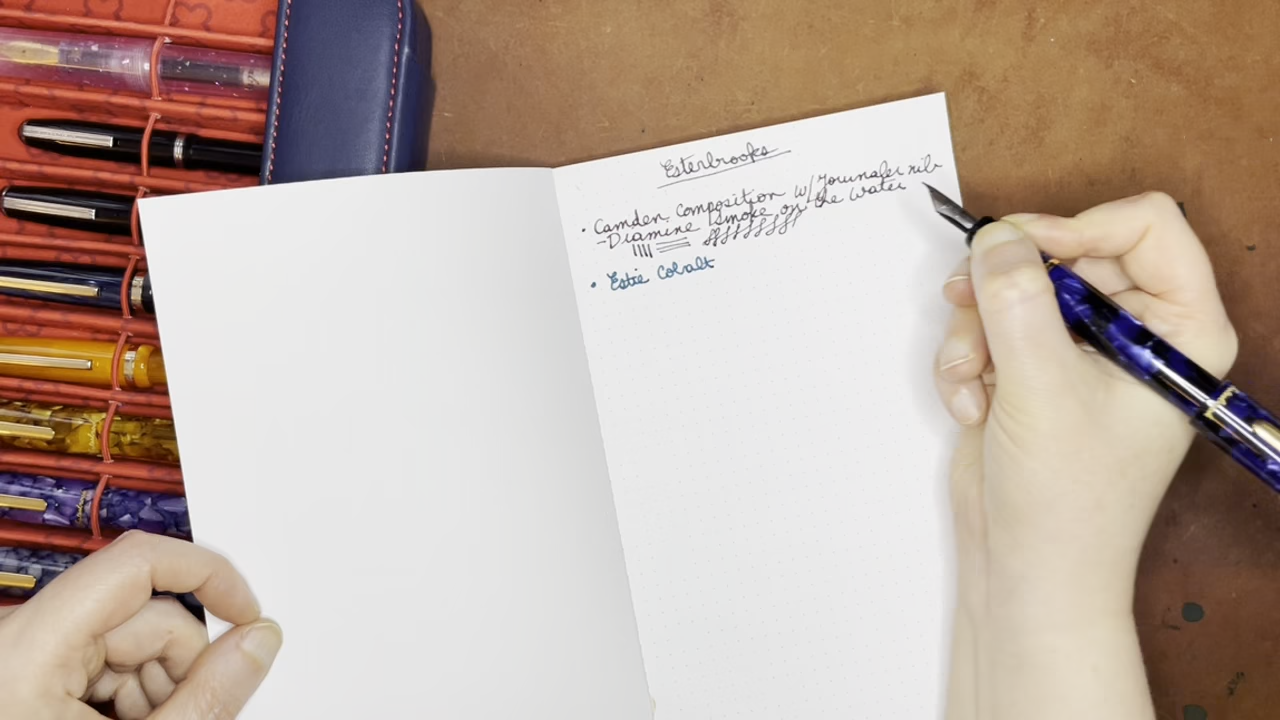 Esterbrooks
• Camden Composition w/ Journaler nib
- Diamine Smoke on the Water
• Estie Cobalt